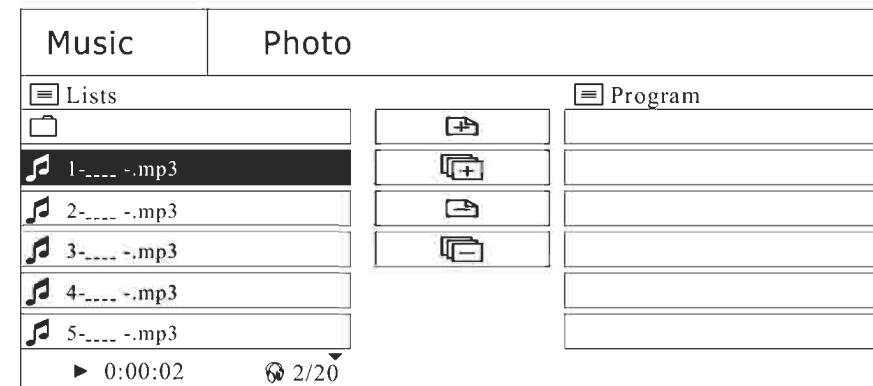 Music Photo
Lists
Program
1-____ -.mp3
2-____ -.mp3
3-____ -.mp3
4-____ -.mp3
5-____ -.mp3
0:00:02 2/20